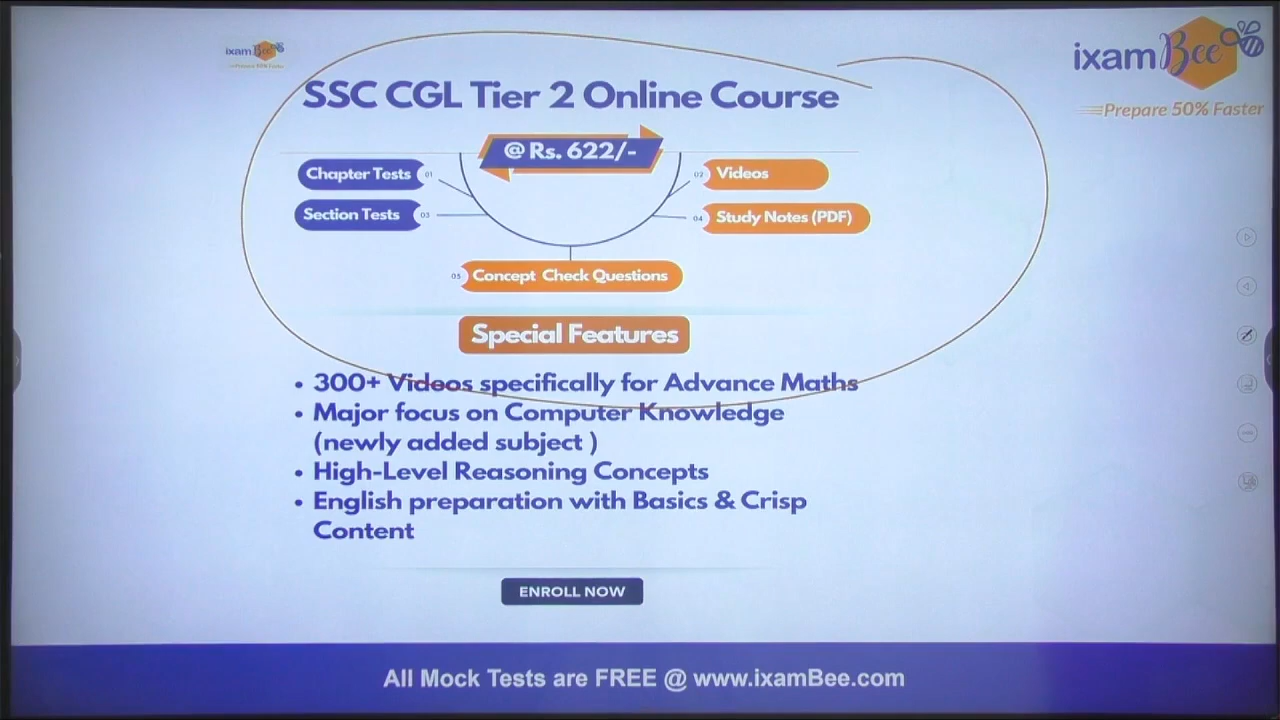 ixamBee
ixamBee
Prepare 50% Faster
SSC CGL Tier 2 Online Course
@ Rs. 622/-
Chapter Tests 01
02 Videos
Section Tests 03
04 Study Notes (PDF)
05 Concept Check Questions
Special Features
• 300+ Videos specifically for Advance Maths
• Major focus on Computer Knowledge
(newly added subject )
• High-Level Reasoning Concepts
• English preparation with Basics & Crisp
Content
ENROLL NOW
All Mock Tests are FREE @ www.ixamBee.com